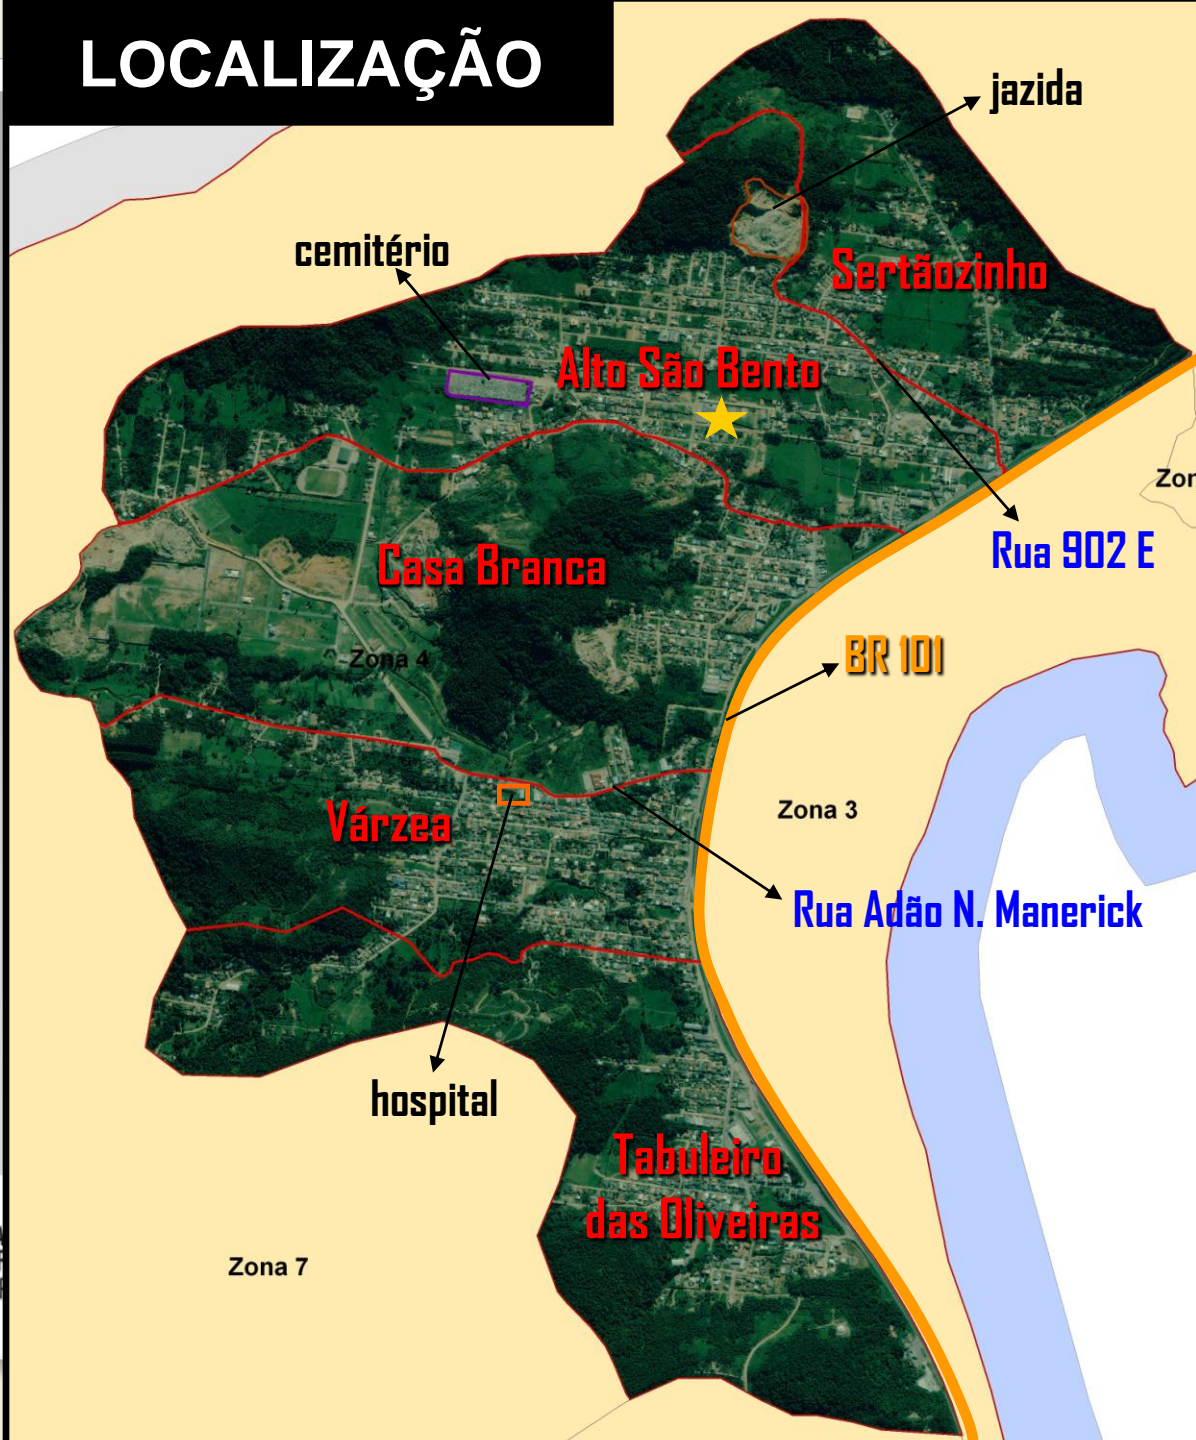 LOCALIZAÇÃO
jazida
cemitério
Sertãozinho
Alto São Bento
Zon
Rua 902 E
Casa Branca
BR 101
Zona 4
Zona 3
Várzea
Rua Adão N. Manerick
hospital
Tabuleiro
das Oliveiras
Zona 7